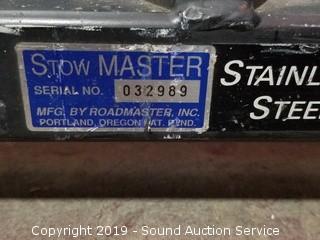 STOW MASTER
SERIAL NO. 032989
MFG. BY ROADMASTER, INC.
PORTLAND, OREGON PAT. PEND.
STAINL
STEE
Copyright 2019 - Sound Auction Service